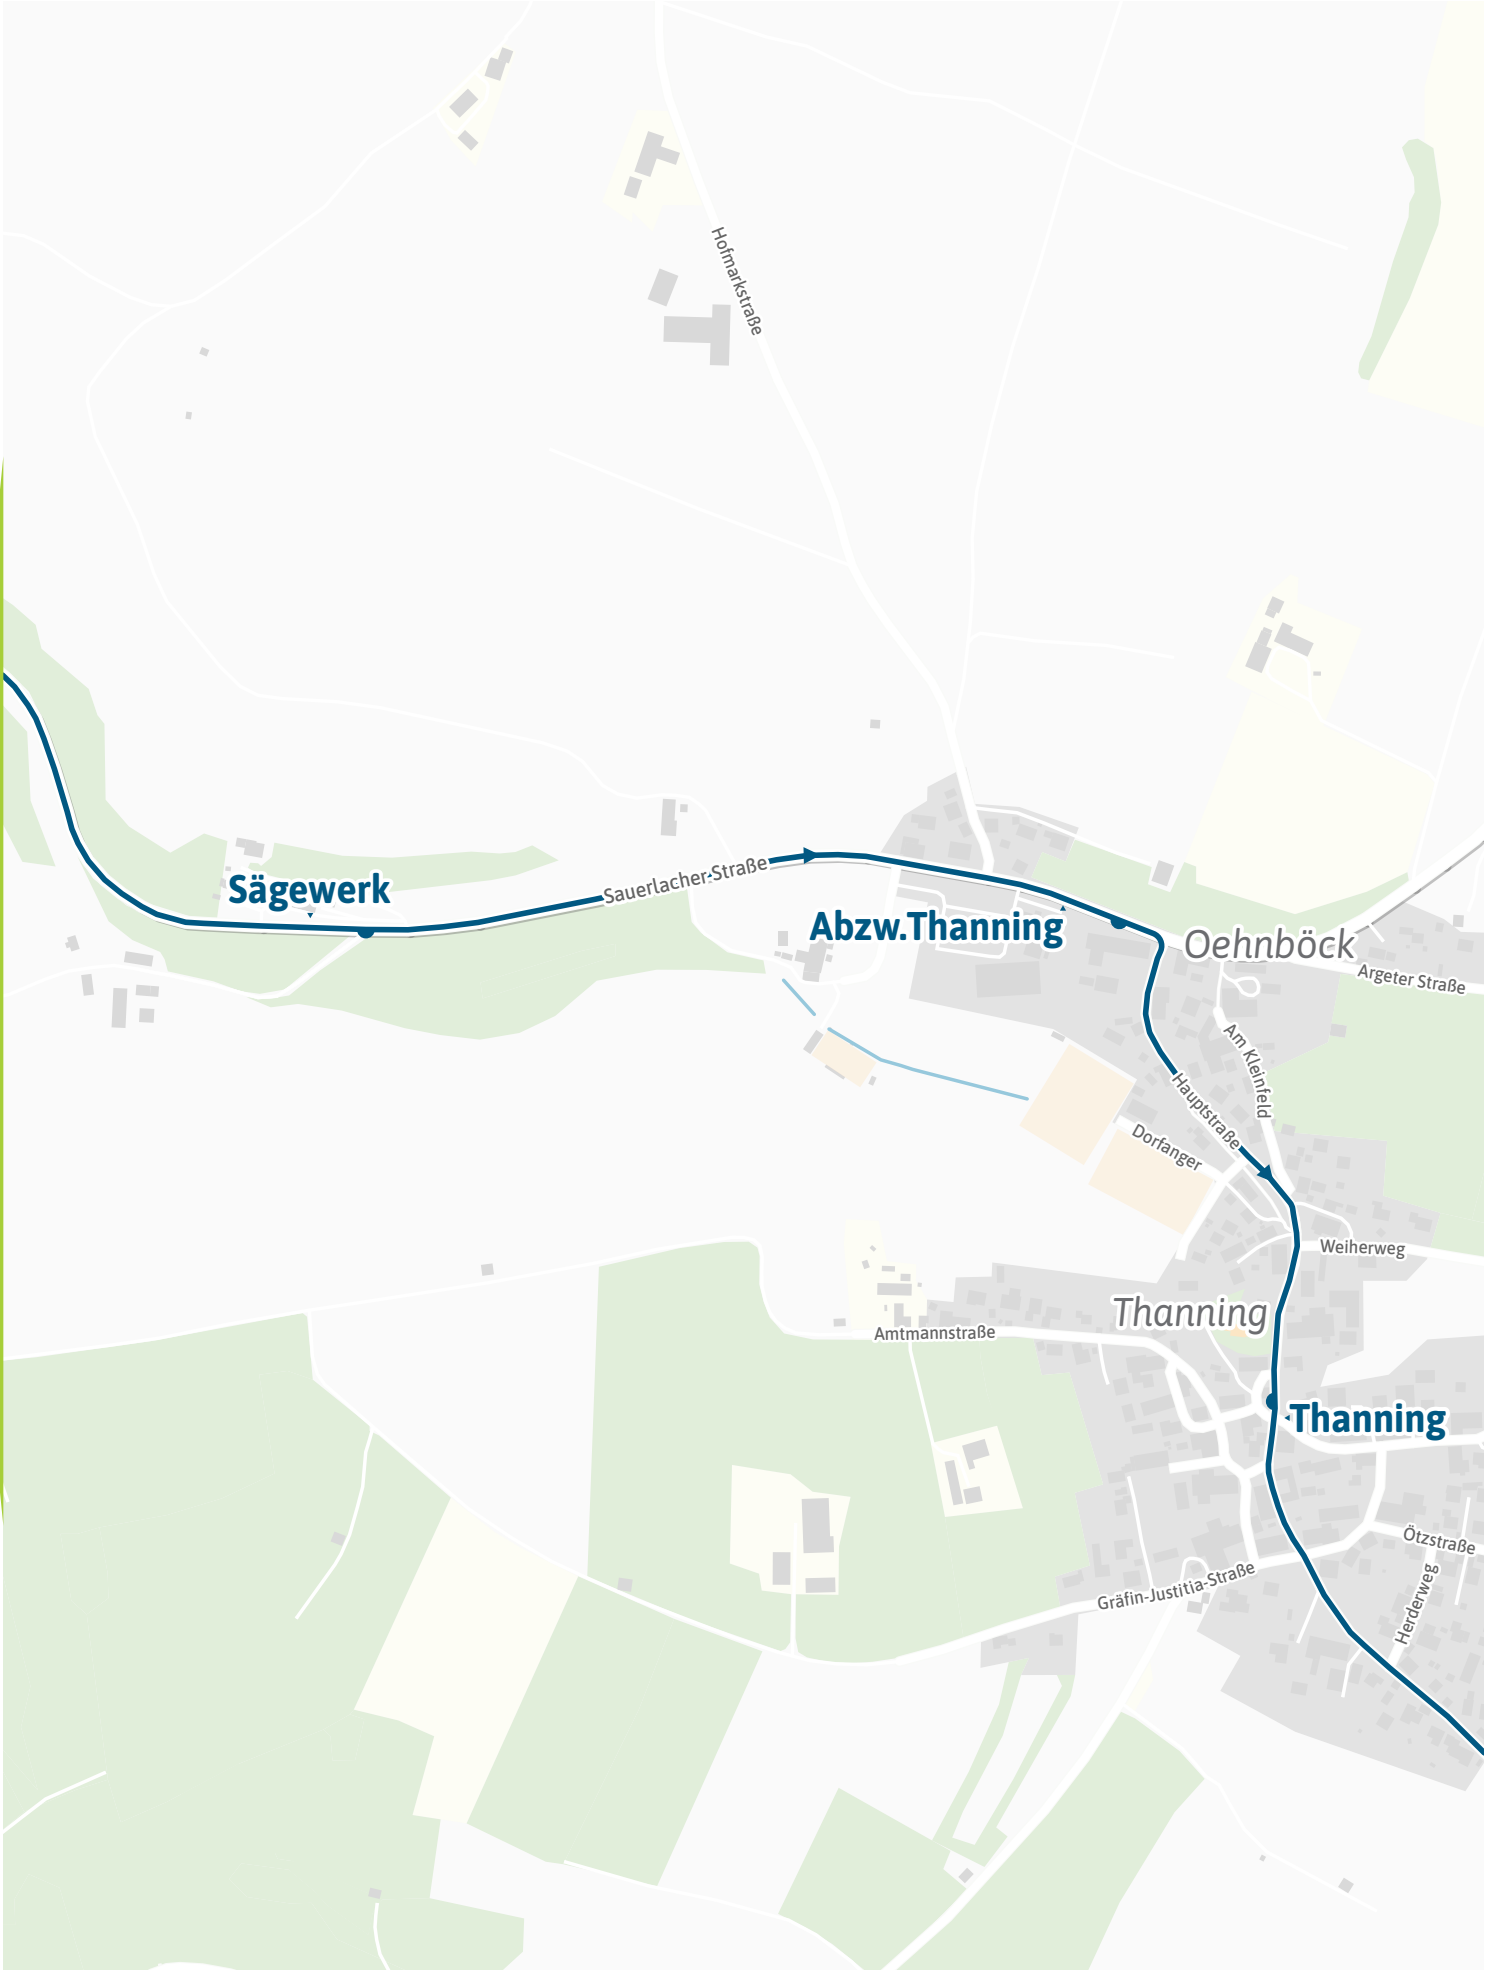 Hofmarkstraße
Sägewerk
Sauerlacher Straße
Abzw.Thanning
Oehnböck
Argeter Straße
Am Kleinfeld
Hauptstraße
Dorfanger
Weiherweg
Thanning
Amtmannstraße
Thanning
Ötzstraße
Gräfin-Justitia-Straße
Herderweg